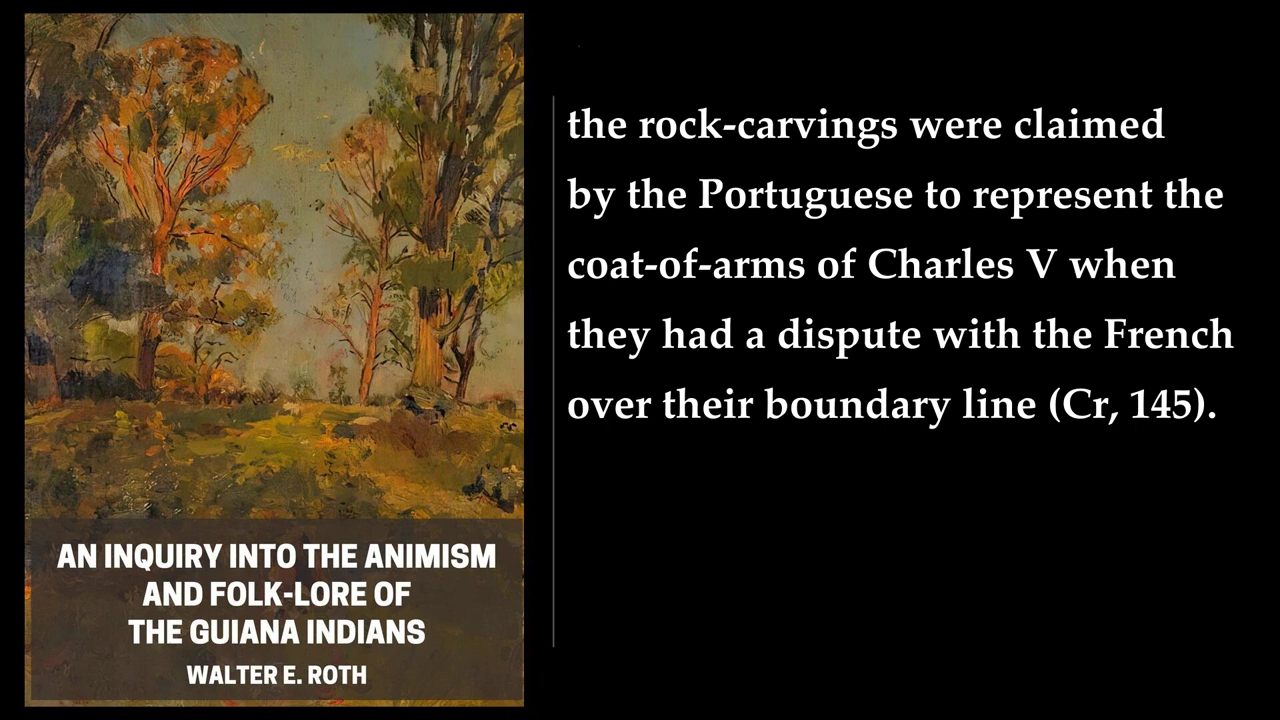 the rock-carvings were claimed
by the Portuguese to represent the
coat-of-arms of Charles V when
they had a dispute with the French
over their boundary line (Cr, 145).
AN INQUIRY INTO THE ANIMISM
AND FOLK-LORE OF
THE GUIANA INDIANS
WALTER E. ROTH